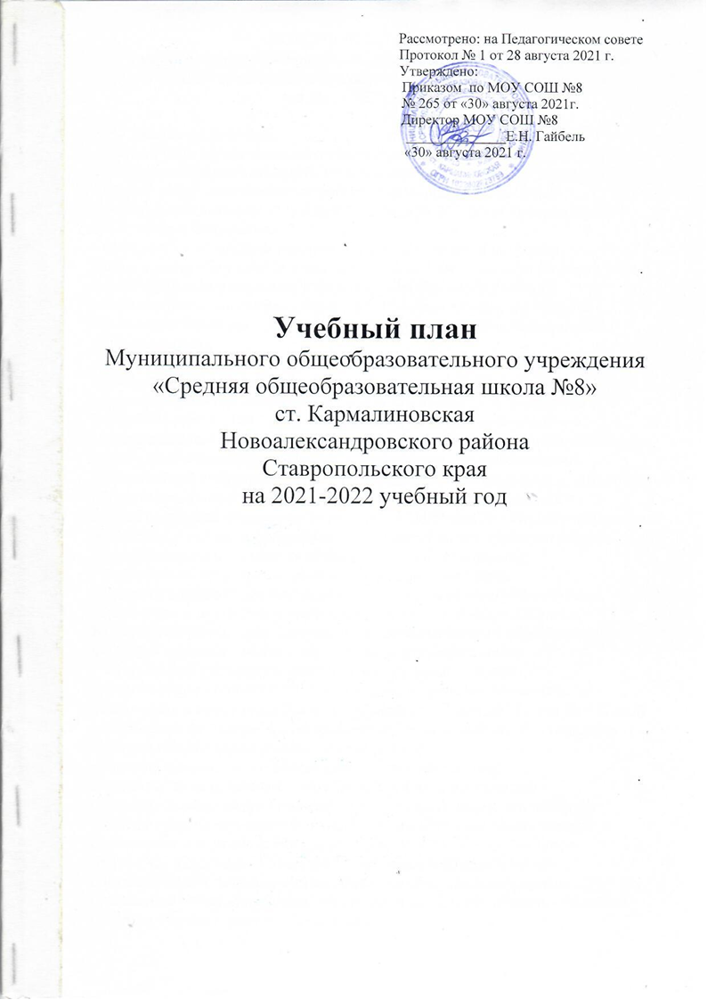 Рассмотрено: на Педагогическом совете
Протокол № 1 от 28 августа 2021 г.
Утверждено:
Приказом по МОУ СОШ №8
№ 265 от «30» августа 2021г.
Директор МОУ СОШ №8
______________Е.Н. Гайбель
«30» августа 2021 г.
Учебный план
Муниципального общеобразовательного учреждения
«Средняя общеобразовательная школа №8»
ст. Кармалиновская
Новоалександровского района
Ставропольского края
на 2021-2022 учебный год